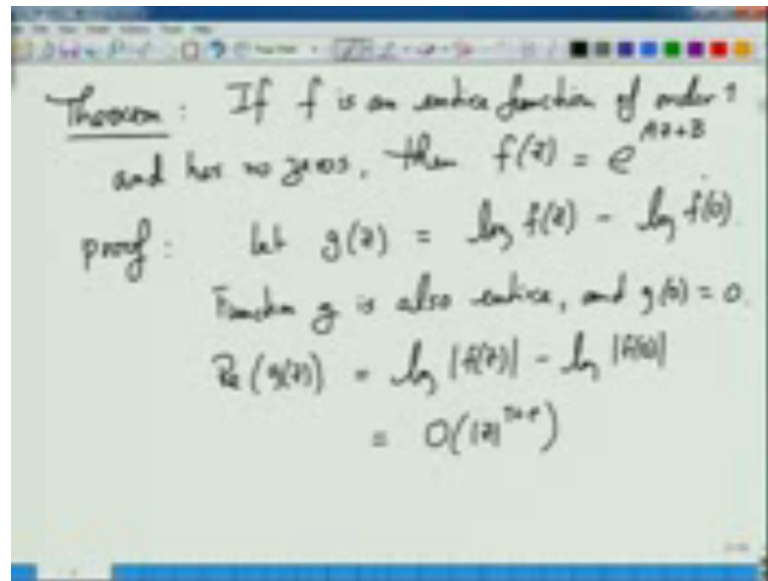 Theorem : If f is an entire function of order 1
and has no zeros, then f(z) = e^{Az+B}
proof : Let g(z) = log f(z) - log f(0).
Function g is also entire, and g(0) = 0.
Re (g(z)) = log |f(z)| - log |f(0)|
= O(|z|^{1+ε})